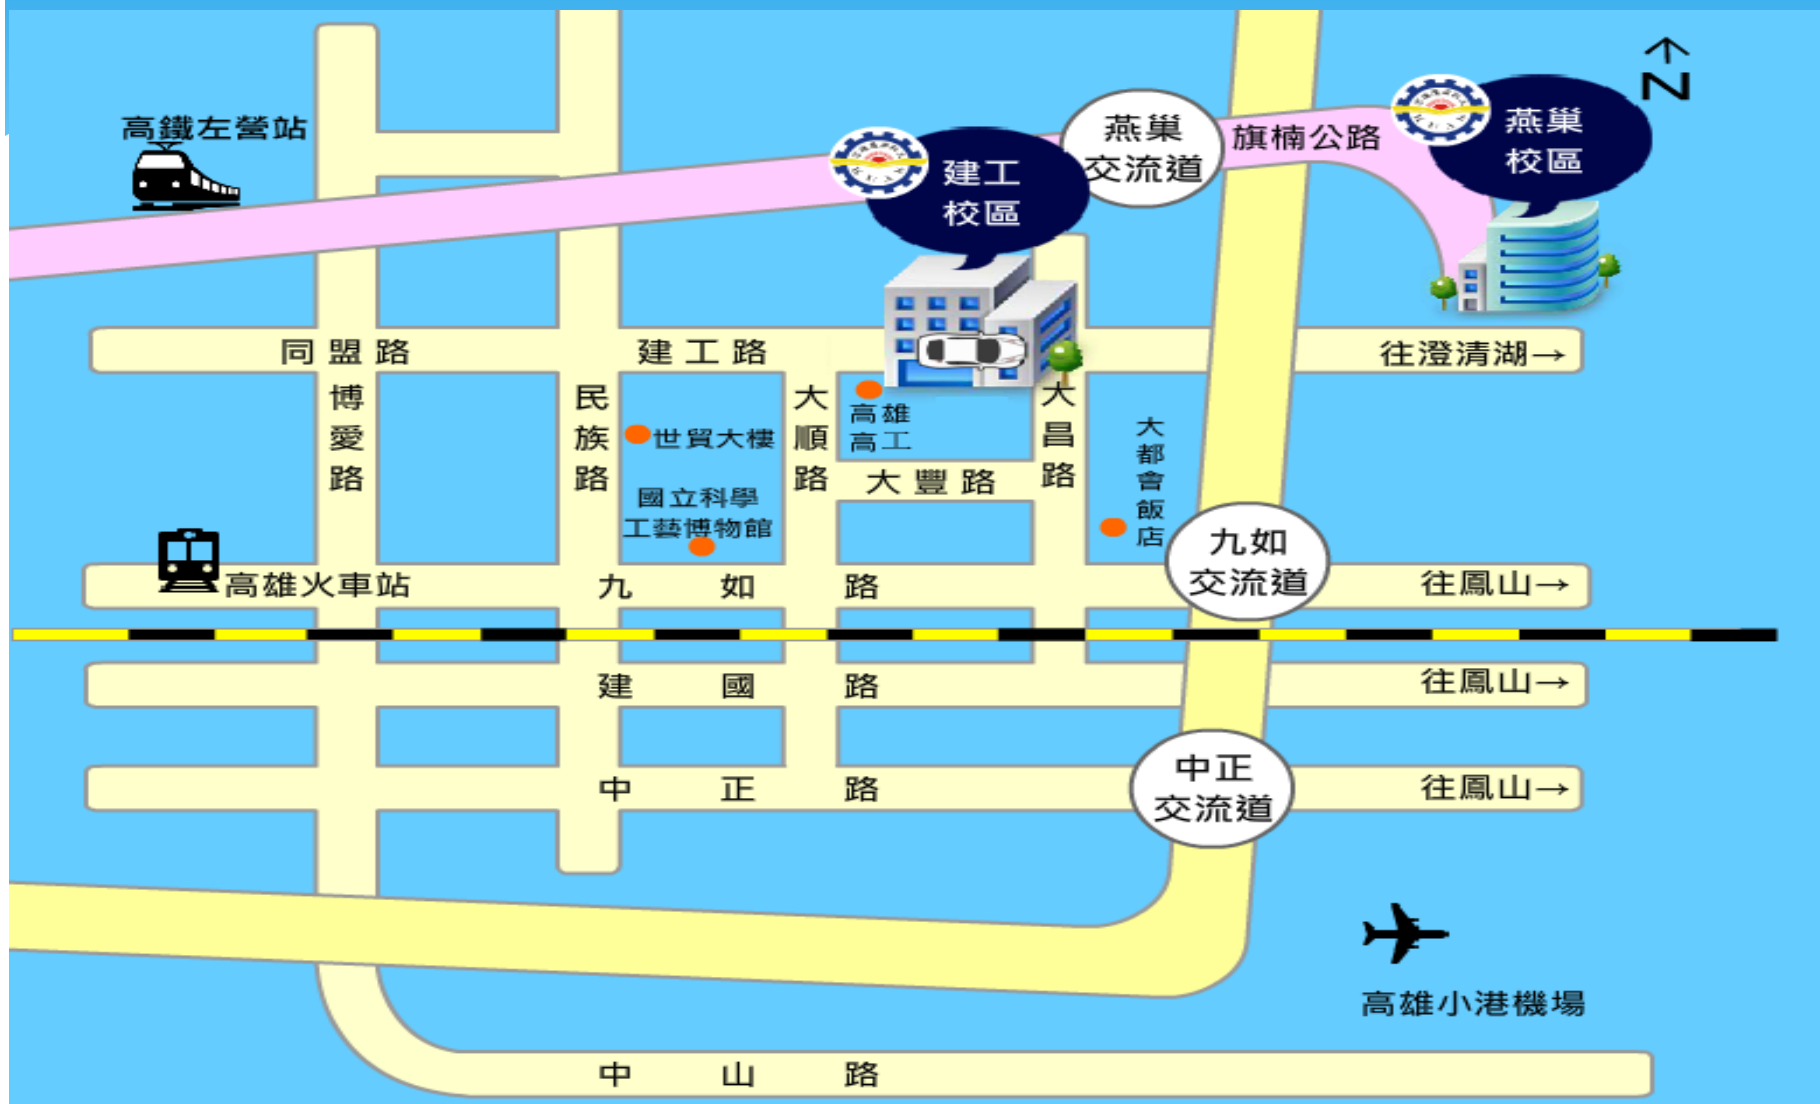 N
高鐵左營站
建工
校區
燕巢
交流道
旗楠公路
燕巢
校區
同盟路
建工路
往澄清湖→
博愛路
民族路
大順路
大昌路
高雄
高工
世貿大樓
大豐路
國立科學
工藝博物館
大都會飯店
九如
交流道
高雄火車站
九如路
往鳳山→
建國路
往鳳山→
中正
交流道
中正路
往鳳山→
高雄小港機場
中山路